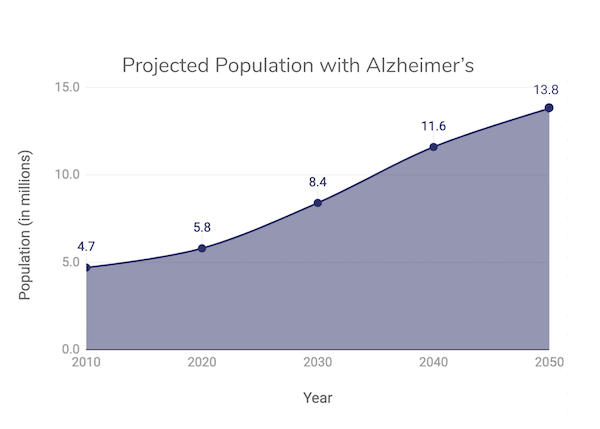 Projected Population with Alzheimer’s
15.0
13.8
11.6
10.0
8.4
5.8
4.7
5.0
0.0
Population (in millions)
2010 2020 2030 2040 2050
Year